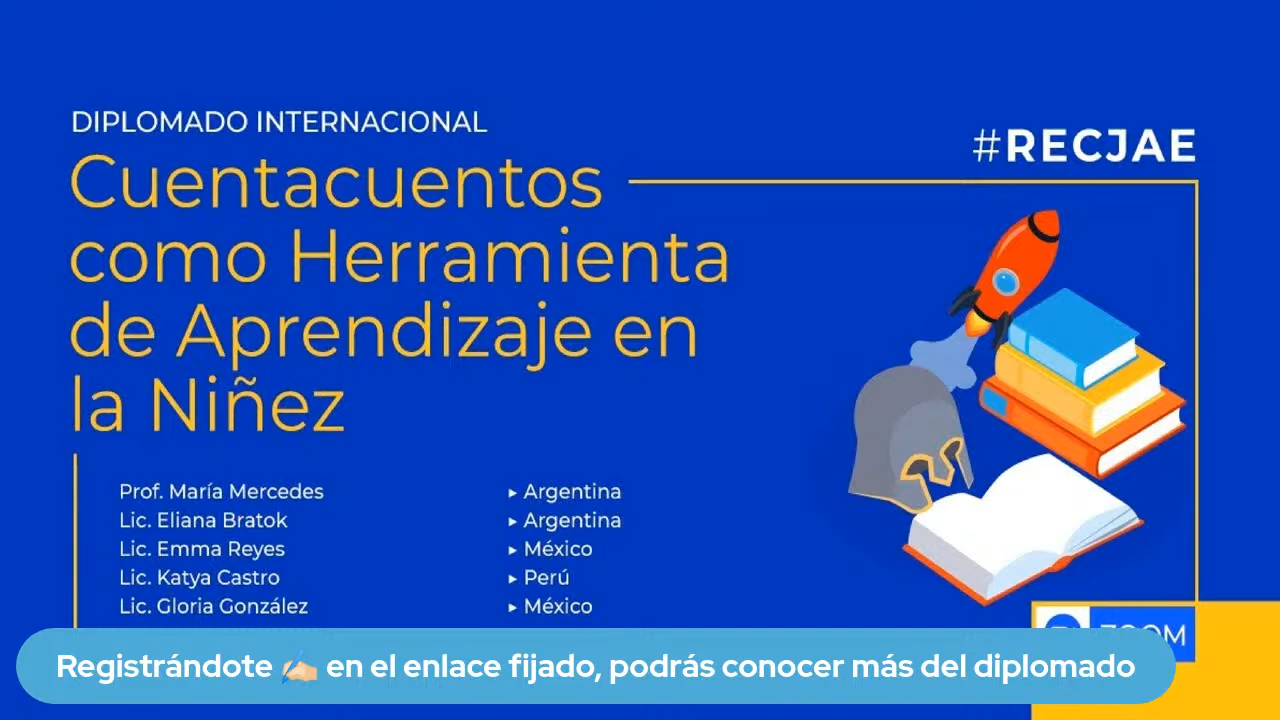 DIPLOMADO INTERNACIONAL
#RECJAE
Cuentacuentos
como Herramienta
de Aprendizaje en
la Niñez
Prof. María Mercedes ▸ Argentina
Lic. Eliana Bratok ▸ Argentina
Lic. Emma Reyes ▸ México
Lic. Katya Castro ▸ Perú
Lic. Gloria González ▸ México
ZOOM
Registrándote ✍🏻 en el enlace fijado, podrás conocer más del diplomado